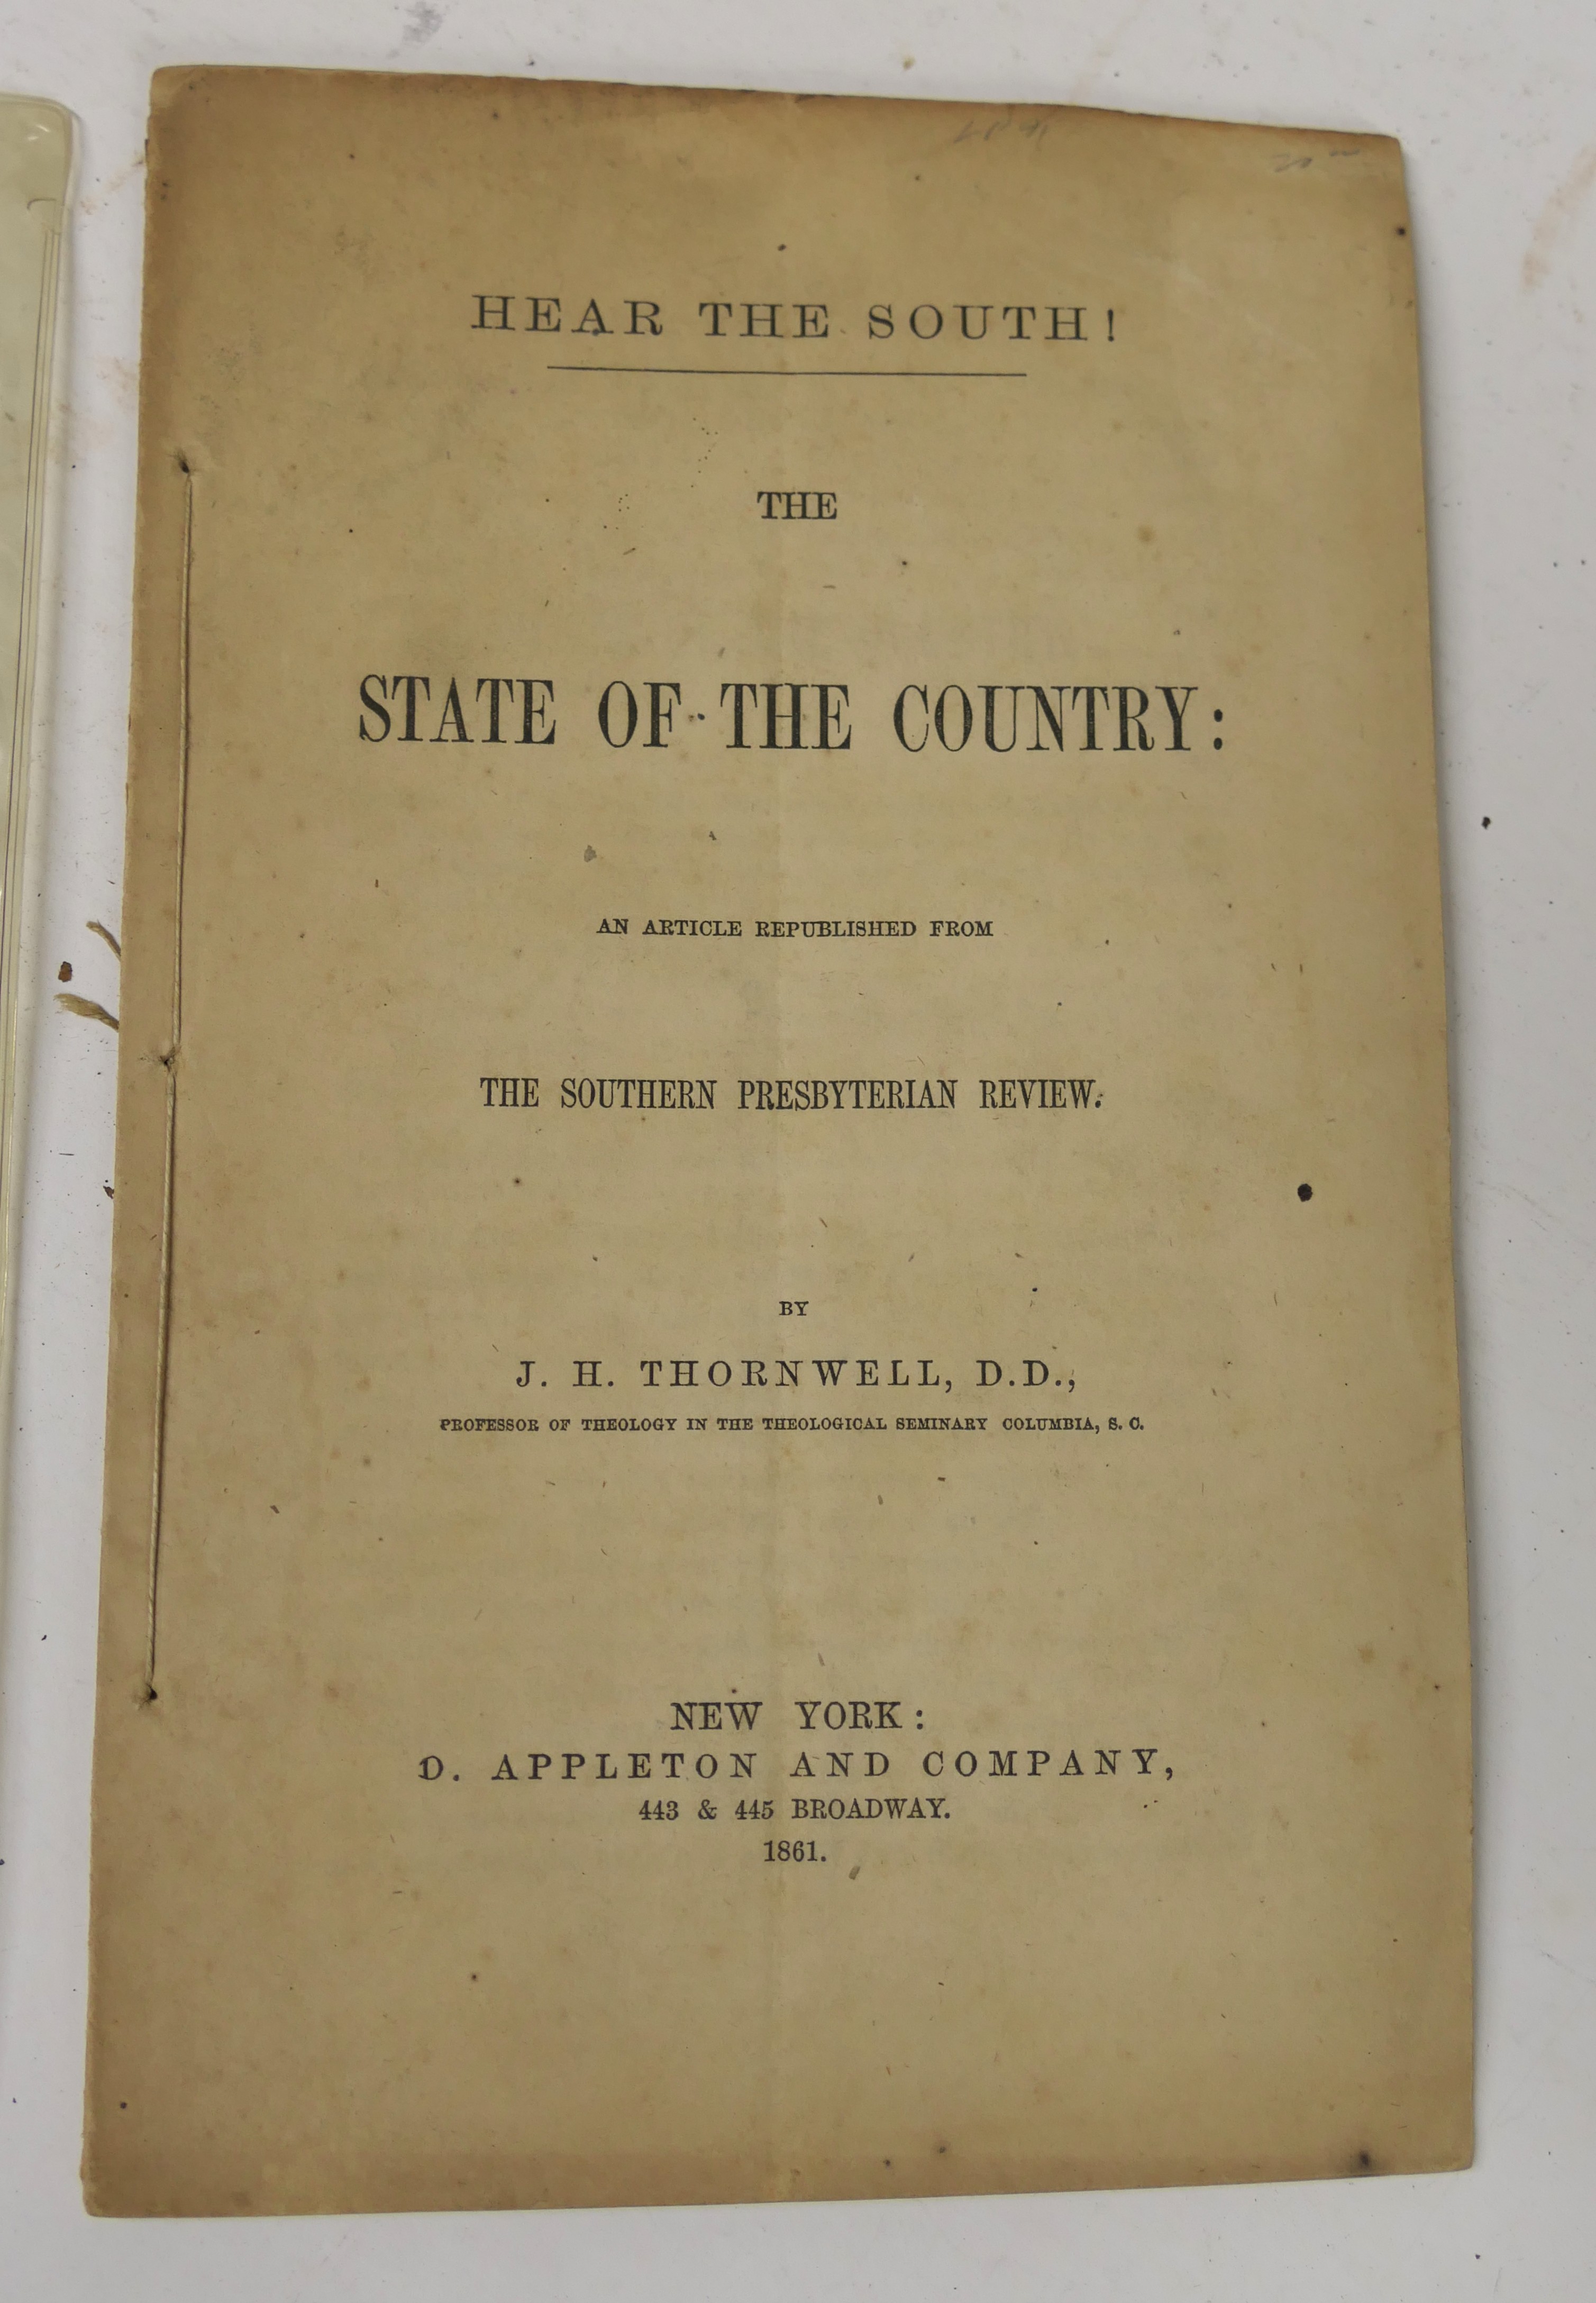 HEAR THE SOUTH!
THE
STATE OF THE COUNTRY:
AN ARTICLE REPUBLISHED FROM
THE SOUTHERN PRESBYTERIAN REVIEW.
BY
J. H. THORNWELL, D.D.,
PROFESSOR OF THEOLOGY IN THE THEOLOGICAL SEMINARY COLUMBIA, S. C.
NEW YORK:
D. APPLETON AND COMPANY,
443 & 445 BROADWAY.
1861.